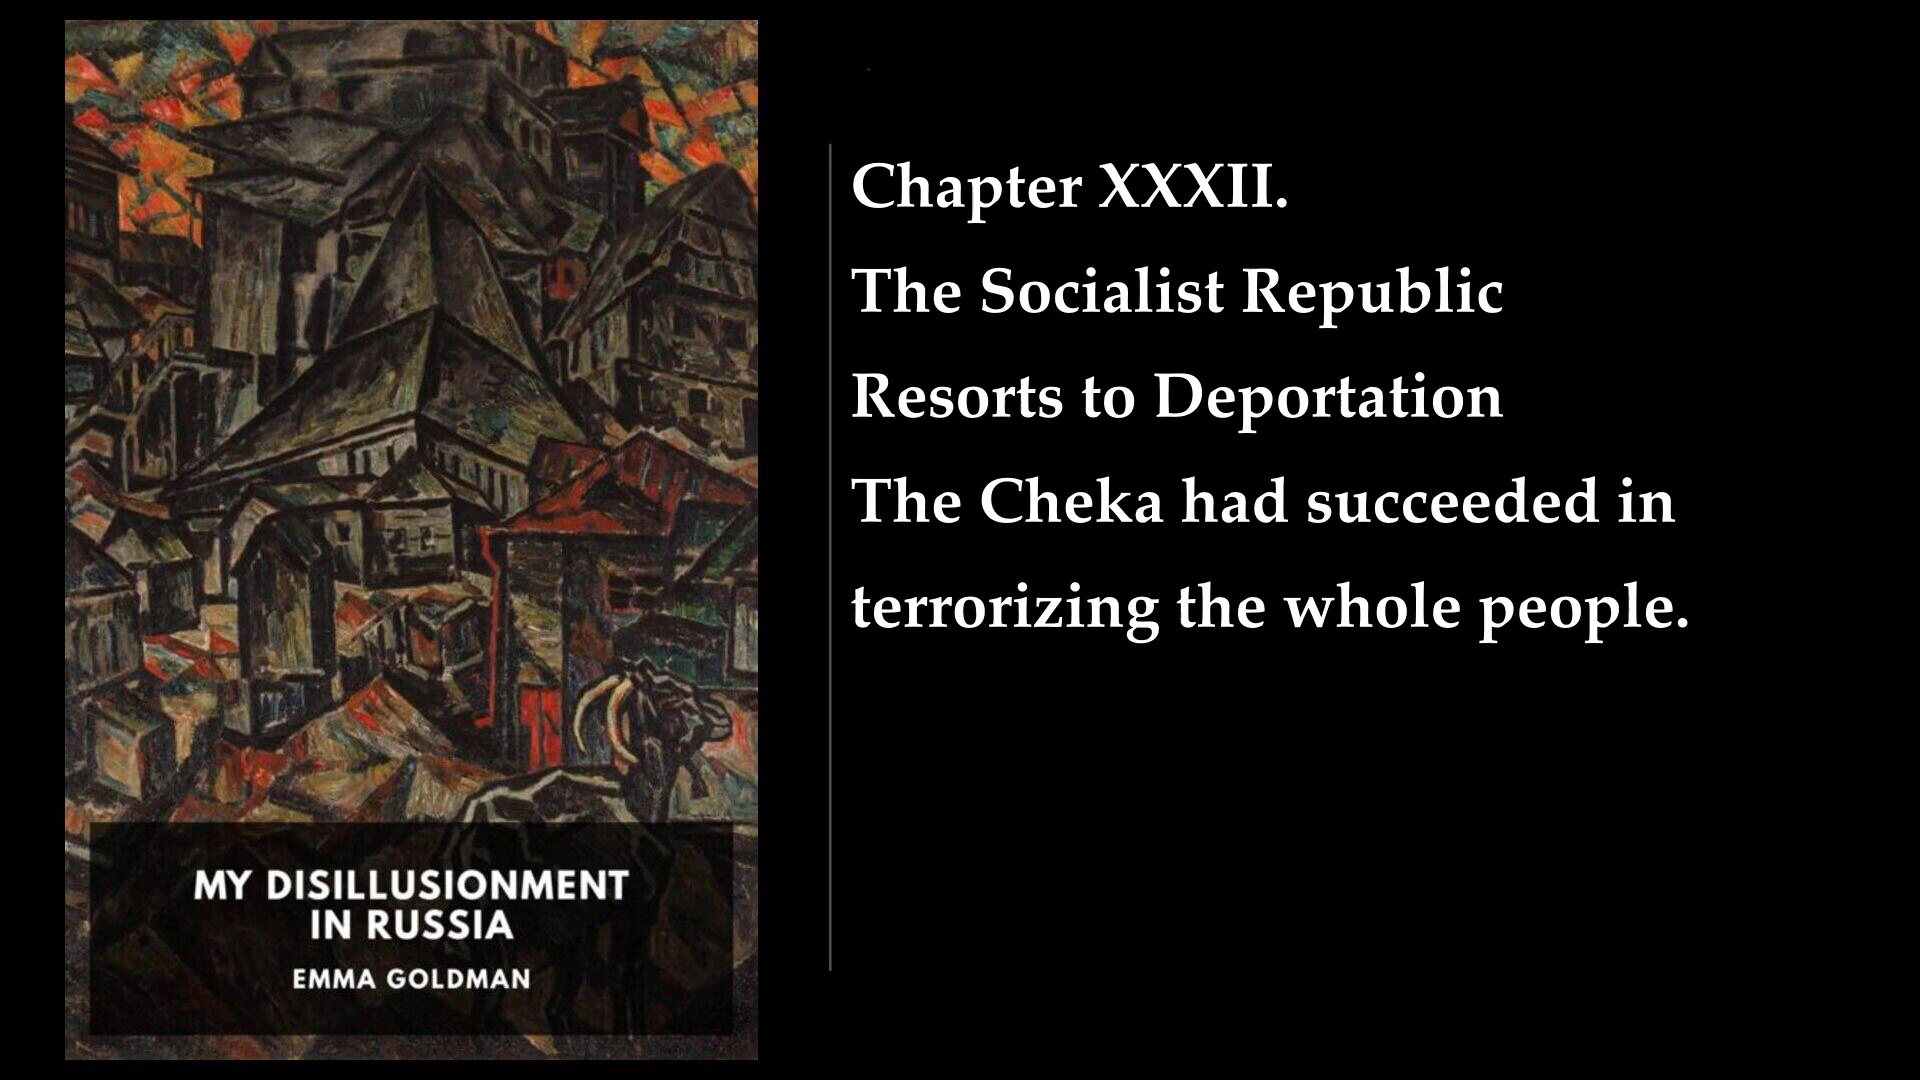 MY DISILLUSIONMENT
IN RUSSIA
EMMA GOLDMAN
Chapter XXXII.
The Socialist Republic
Resorts to Deportation
The Cheka had succeeded in
terrorizing the whole people.